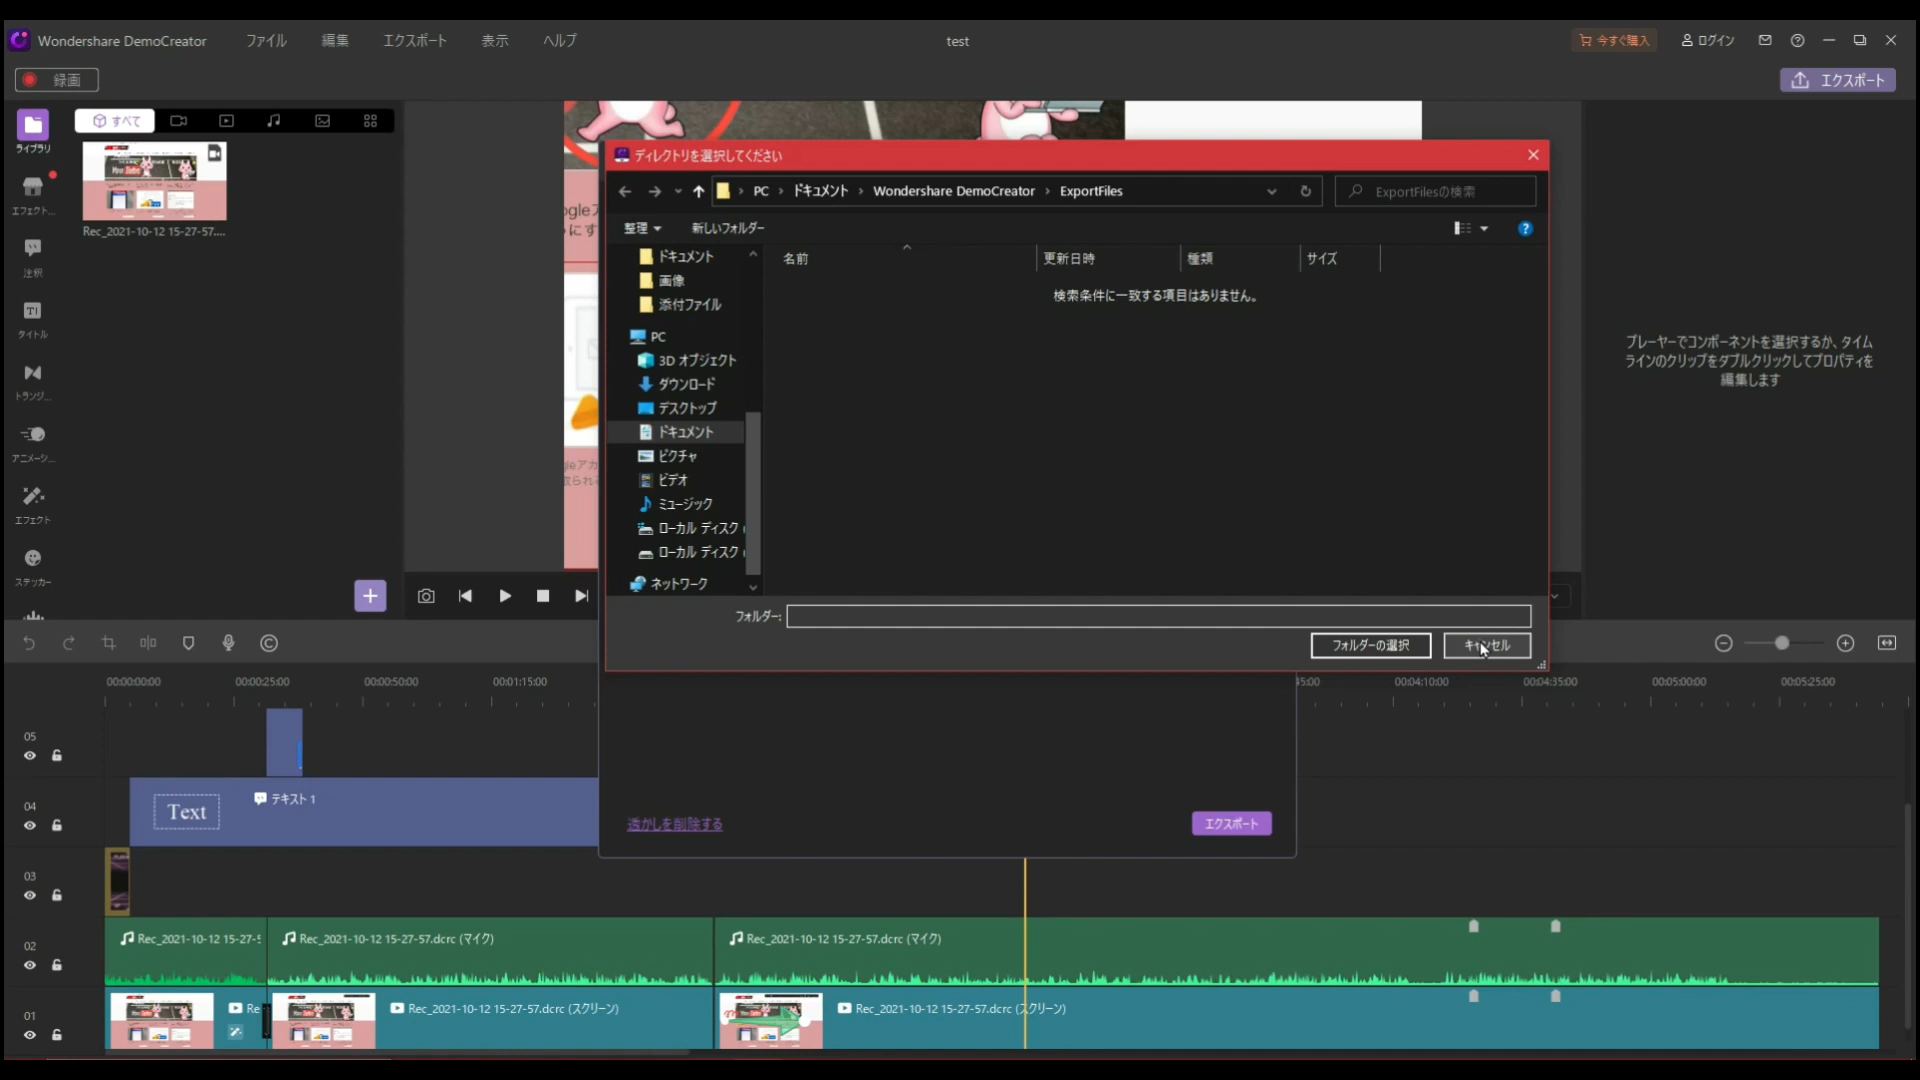 Wondershare DemoCreator ファイル 編集 エクスポート 表示 ヘルプ test 今すぐ購入 ログイン
録画 エクスポート
すべて
ライブラリ
エフェクト...
Rec_2021-10-12 15-27-57....
注釈
タイトル
トランジ...
アニメーシ...
エフェクト
ステッカー
ディレクトリを選択してください
PC › ドキュメント › Wondershare DemoCreator › ExportFiles ExportFilesの検索
整理 新しいフォルダー
名前 更新日時 種類 サイズ
検索条件に一致する項目はありません。
ドキュメント
画像
添付ファイル
PC
3D オブジェクト
ダウンロード
デスクトップ
ドキュメント
ピクチャ
ビデオ
ミュージック
ローカル ディスク
ローカル ディスク
ネットワーク
フォルダー:
フォルダーの選択 キャンセル
プレーヤーでコンポーネントを選択するか、タイム
ラインのクリップをダブルクリックしてプロパティを
編集します
00:00:00:00 00:00:25:00 00:00:50:00 00:01:15:00 45:00 00:04:10:00 00:04:35:00 00:05:00:00 00:05:25:00
05
04 Text テキスト 1
透かしを削除する エクスポート
03
02 Rec_2021-10-12 15-27-5 Rec_2021-10-12 15-27-57.dcrc (マイク) Rec_2021-10-12 15-27-57.dcrc (マイク)
01 Re Rec_2021-10-12 15-27-57.dcrc (スクリーン) Rec_2021-10-12 15-27-57.dcrc (スクリーン)